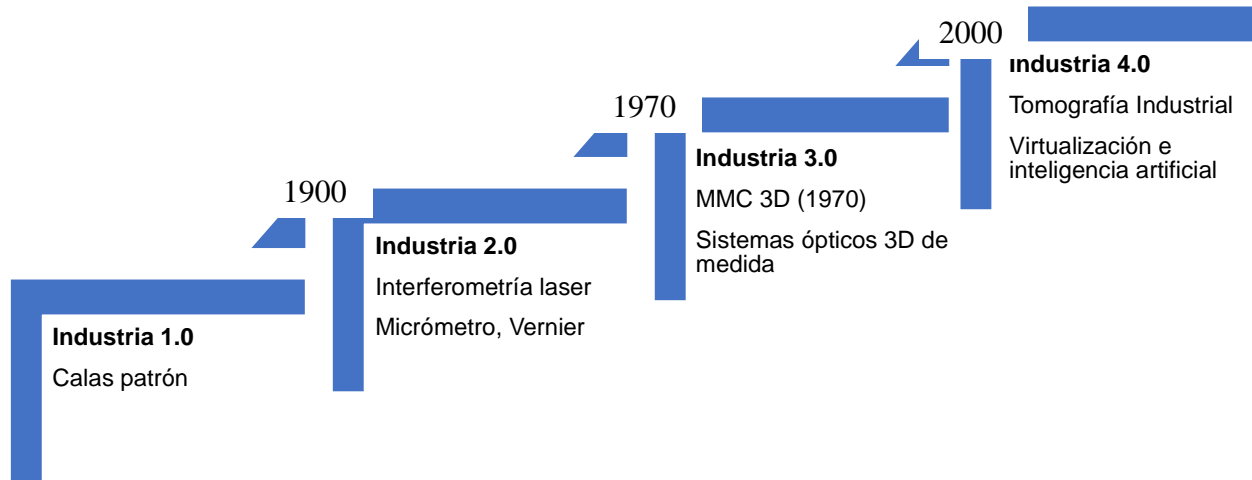 Industria 1.0
Calas patrón
1900
Industria 2.0
Interferometría laser
Micrómetro, Vernier
1970
Industria 3.0
MMC 3D (1970)
Sistemas ópticos 3D de
medida
2000
Industria 4.0
Tomografía Industrial
Virtualización e
inteligencia artificial